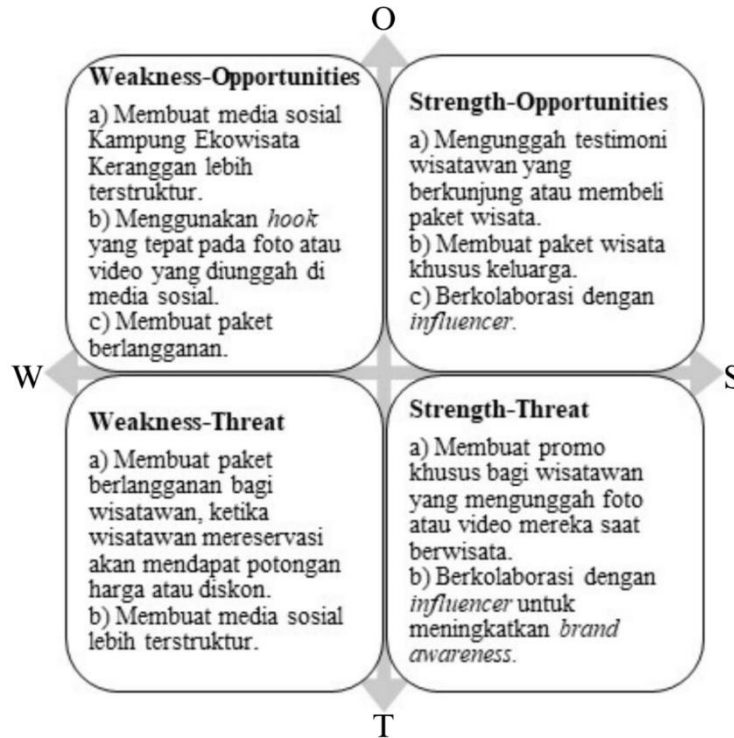 O
Weakness-Opportunities
a) Membuat media sosial
Kampung Ekowisata
Keranggan lebih
terstruktur.
b) Menggunakan hook
yang tepat pada foto atau
video yang diunggah di
media sosial.
c) Membuat paket
berlangganan.
Strength-Opportunities
a) Mengunggah testimoni
wisatawan yang
berkunjung atau membeli
paket wisata.
b) Membuat paket wisata
khusus keluarga.
c) Berkolaborasi dengan
influencer.
W
S
Weakness-Threat
a) Membuat paket
berlangganan bagi
wisatawan, ketika
wisatawan mereservasi
akan mendapat potongan
harga atau diskon.
b) Membuat media sosial
lebih terstruktur.
Strength-Threat
a) Membuat promo
khusus bagi wisatawan
yang mengunggah foto
atau video mereka saat
berwisata.
b) Berkolaborasi dengan
influencer untuk
meningkatkan brand
awareness.
T